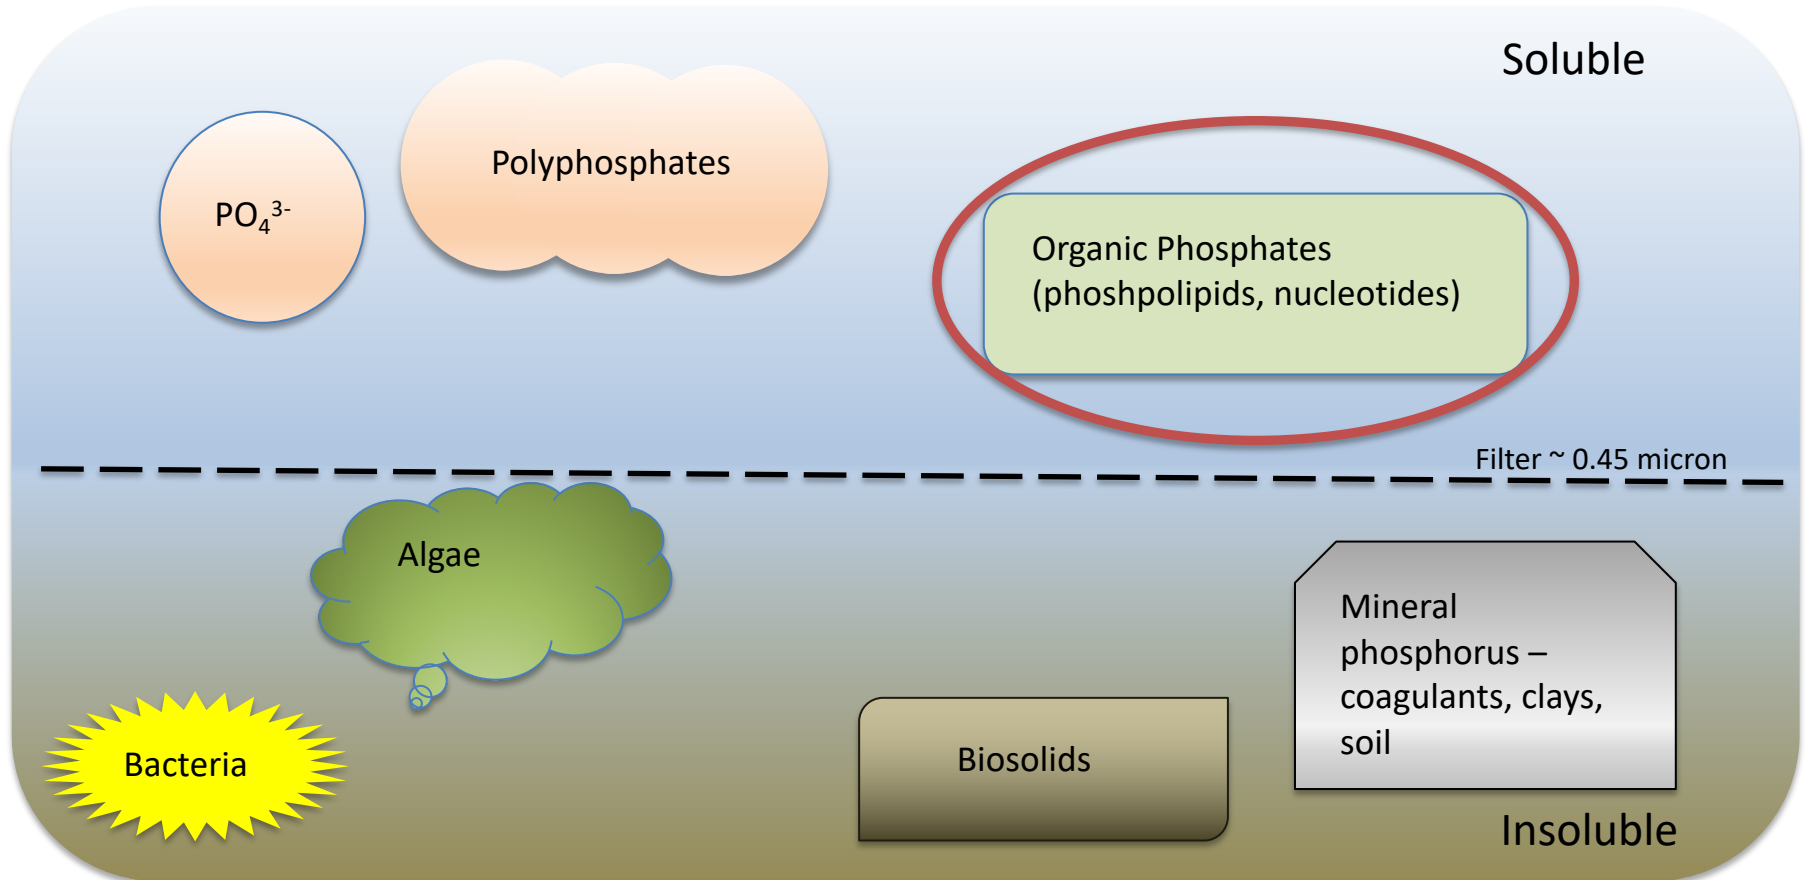 Soluble
Polyphosphates
PO₄³⁻
Organic Phosphates
(phoshpolipids, nucleotides)
Filter ~ 0.45 micron
Algae
Mineral
phosphorus –
coagulants, clays,
soil
Bacteria
Biosolids
Insoluble